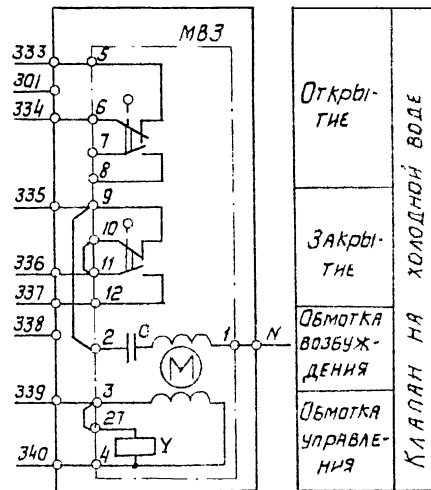 МВ3
333
5
301
334
6
7
8
335
9
10
336
11
337
12
338
2
C
1
N
М
339
3
27
Y
340
4
Откры-
тие
Закры-
тие
Обмотка
возбуж-
дения
Обмотка
управле-
ния
Клапан на холодной воде